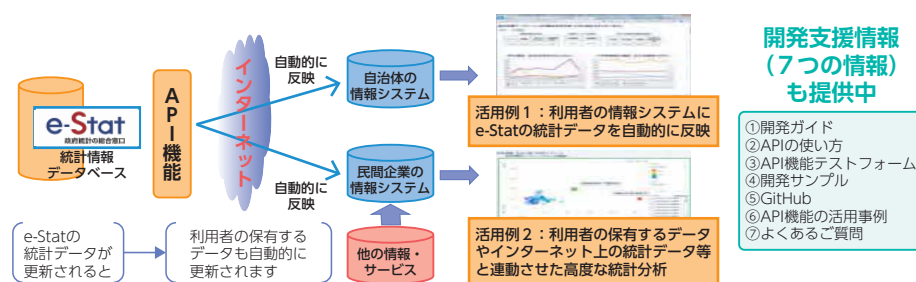 e-Stat
政府統計の総合窓口
統計情報
データベース
API機能
インターネット
自動的に
反映
自動的に
反映
自治体の
情報システム
民間企業の
情報システム
他の情報・
サービス
活用例1：利用者の情報システムに
e-Statの統計データを自動的に反映
活用例2：利用者の保有するデータ
やインターネット上の統計データ等
と連動させた高度な統計分析
e-Statの
統計データが
更新されると
利用者の保有する
データも自動的に
更新されます
開発支援情報
（７つの情報）
も提供中
①開発ガイド
②APIの使い方
③API機能テストフォーム
④開発サンプル
⑤GitHub
⑥API機能の活用事例
⑦よくあるご質問